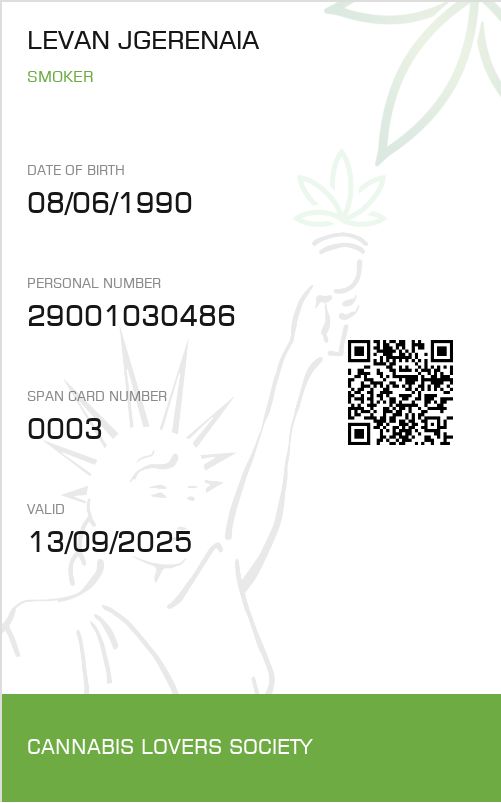 LEVAN JGERENAIA
SMOKER
DATE OF BIRTH
08/06/1990
PERSONAL NUMBER
29001030486
SPAN CARD NUMBER
0003
VALID
13/09/2025
CANNABIS LOVERS SOCIETY